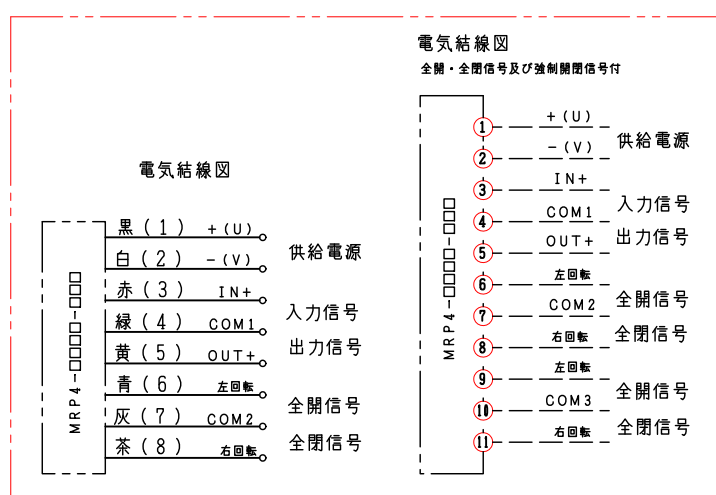 電気結線図
全開・全閉信号及び強制開閉信号付
① +(U)
② -(V)
供給電源
③ IN+
④ COM1
入力信号
⑤ OUT+
出力信号
⑥ 左回転
⑦ COM2
全開信号
⑧ 右回転
全閉信号
⑨ 左回転
⑩ COM3
全開信号
⑪ 右回転
全閉信号
MRP4-□□□□-□□□
電気結線図
黒(1) +(U)
白(2) -(V)
供給電源
赤(3) IN+
緑(4) COM1
入力信号
黄(5) OUT+
出力信号
青(6) 左回転
灰(7) COM2
全開信号
茶(8) 右回転
全閉信号
MRP4-□□□□-□□□